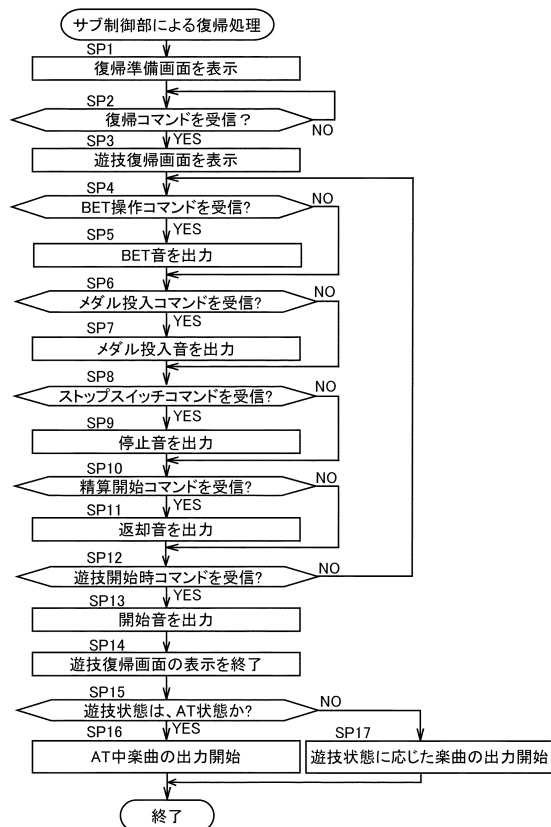 サブ制御部による復帰処理
SP1
復帰準備画面を表示
SP2
復帰コマンドを受信?
NO
YES
SP3
遊技復帰画面を表示
SP4
BET操作コマンドを受信?
NO
YES
SP5
BET音を出力
SP6
メダル投入コマンドを受信?
NO
YES
SP7
メダル投入音を出力
SP8
ストップスイッチコマンドを受信?
NO
YES
SP9
停止音を出力
SP10
精算開始コマンドを受信?
NO
YES
SP11
返却音を出力
SP12
遊技開始時コマンドを受信?
NO
YES
SP13
開始音を出力
SP14
遊技復帰画面の表示を終了
SP15
遊技状態は、AT状態か?
NO
YES
SP16
AT中楽曲の出力開始
SP17
遊技状態に応じた楽曲の出力開始
終了